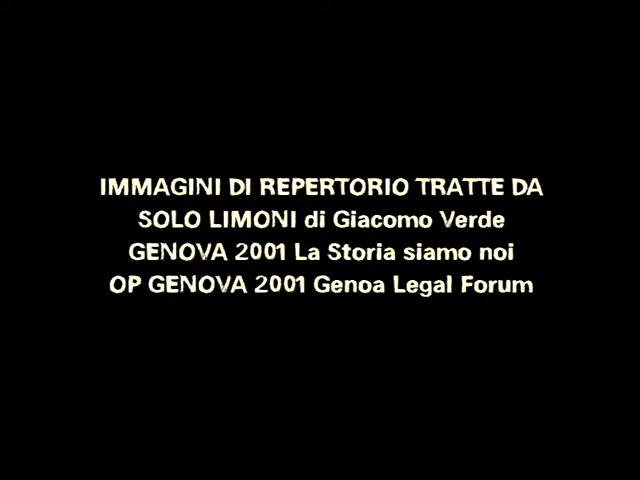 IMMAGINI DI REPERTORIO TRATTE DA
SOLO LIMONI di Giacomo Verde
GENOVA 2001 La Storia siamo noi
OP GENOVA 2001 Genoa Legal Forum